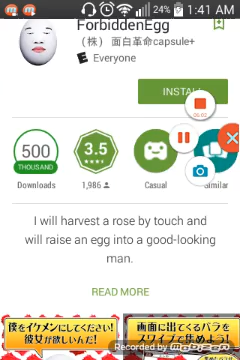 24% 1:41 AM
ForbiddenEgg
(株) 面白革命capsule+
E Everyone
INSTALL
00:02
500
THOUSAND
3.5
Downloads
1,986
Casual
Similar
I will harvest a rose by touch and
will raise an egg into a good-looking
man.
READ MORE
僕をイケメンにしてください!
彼女が欲しいんだ!
画面に出てくるバラを
スワイプで集めよう!
Recorded by MOBIZEN